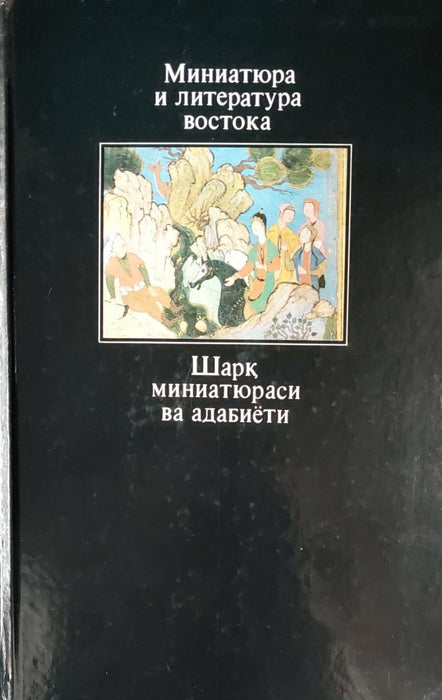 Миниатюра
и литература
востока
Шарқ
миниатюраси
ва адабиёти